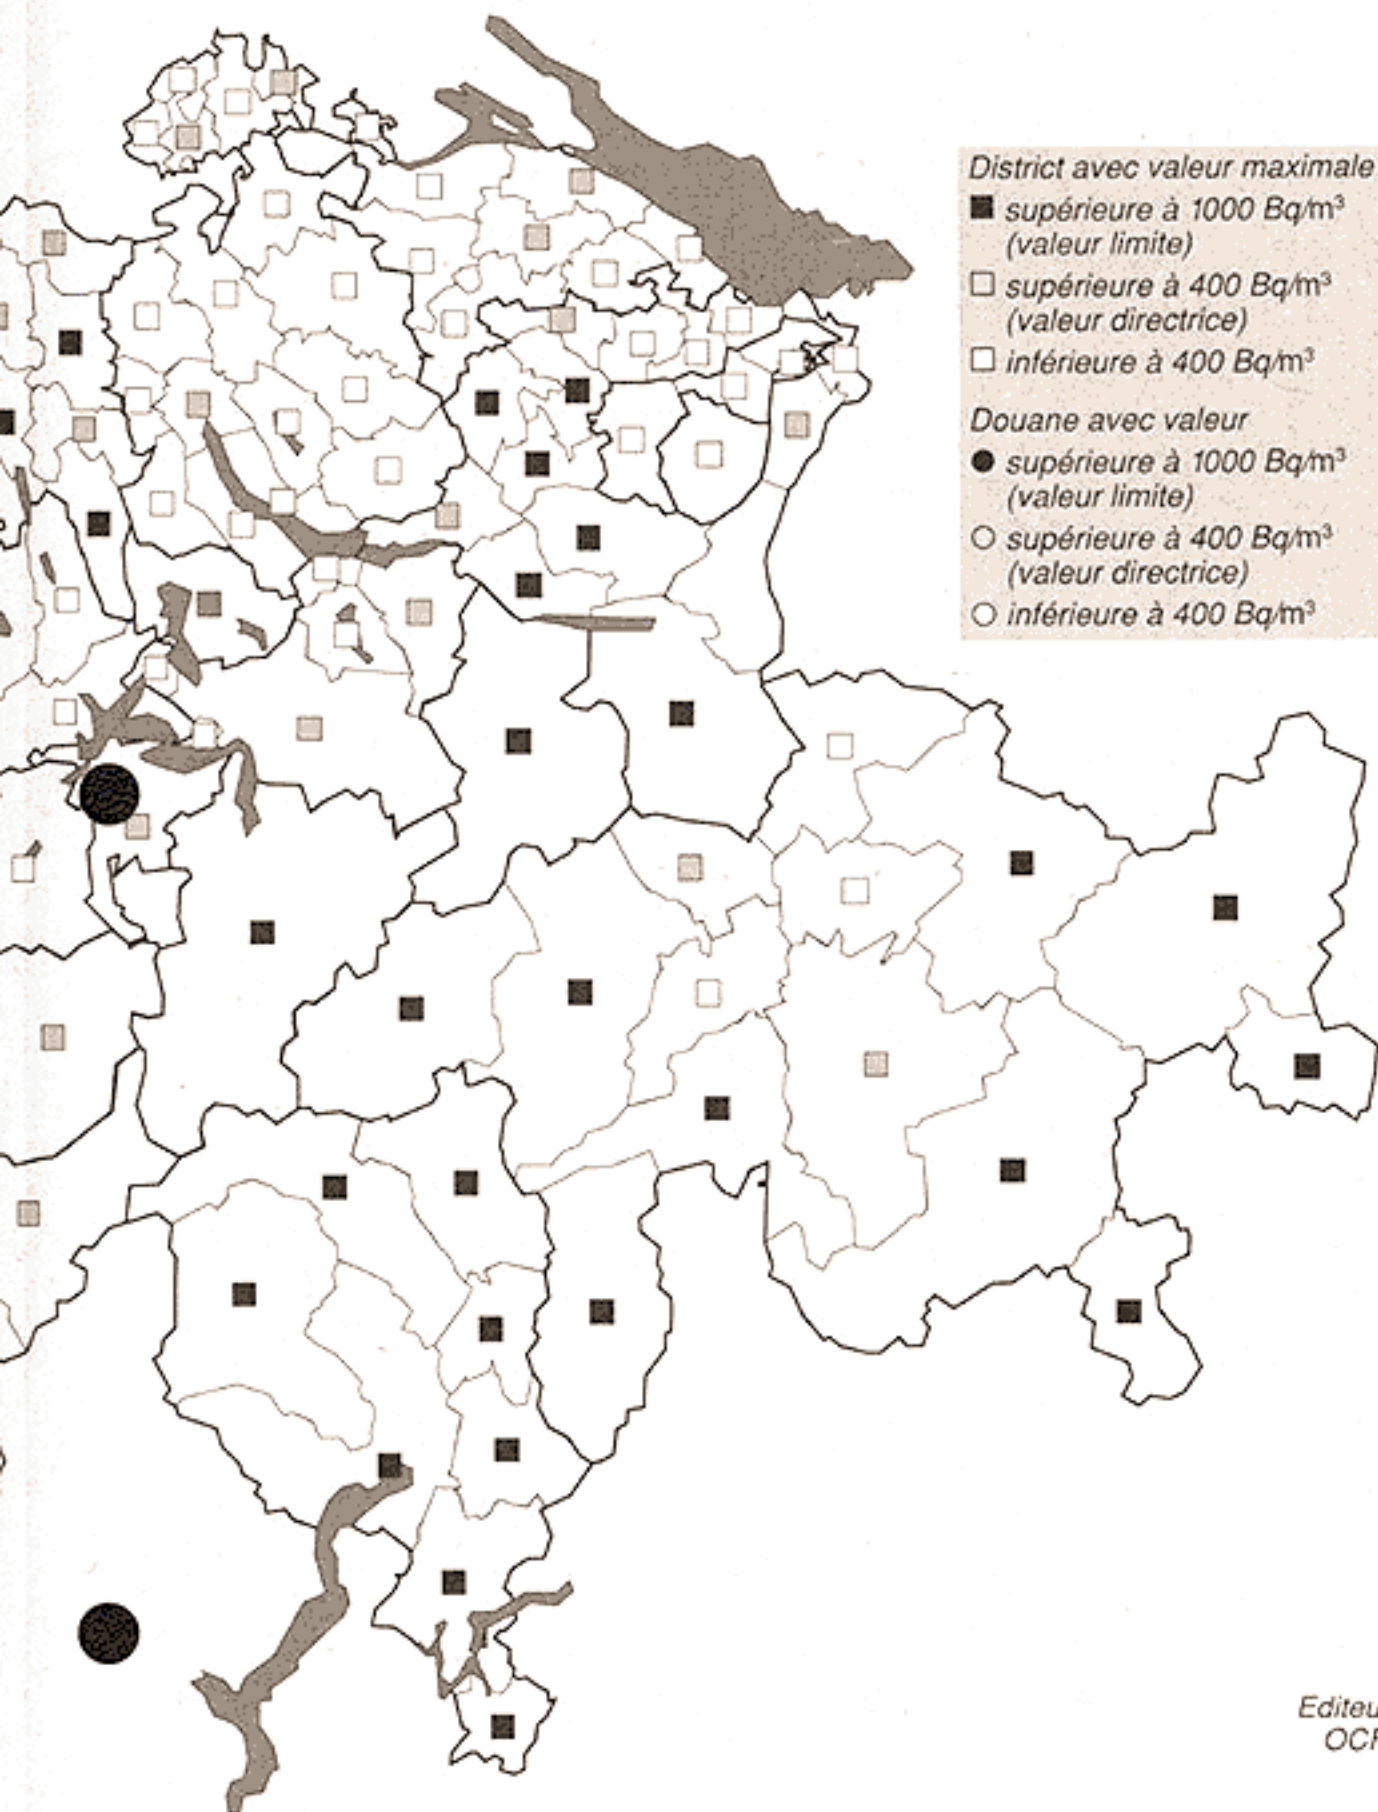 District avec valeur maximale
supérieure à 1000 Bq/m³
(valeur limite)
supérieure à 400 Bq/m³
(valeur directrice)
inférieure à 400 Bq/m³
Douane avec valeur
supérieure à 1000 Bq/m³
(valeur limite)
supérieure à 400 Bq/m³
(valeur directrice)
inférieure à 400 Bq/m³
Editeu